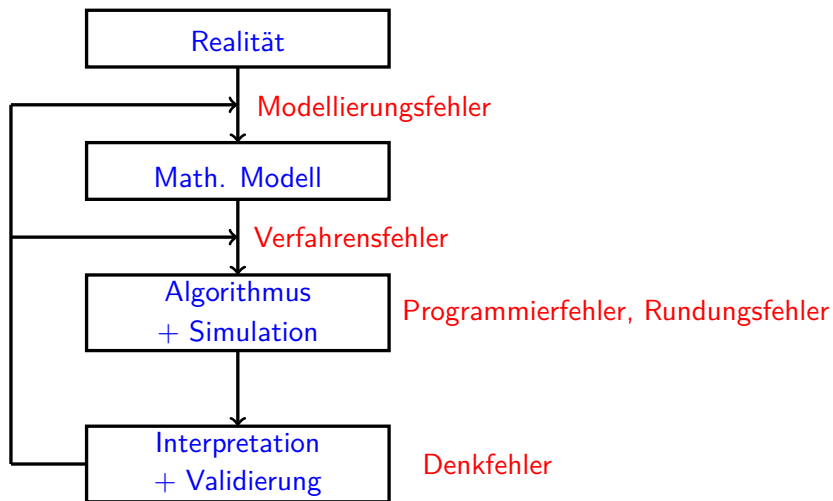 Realität
Modellierungsfehler
Math. Modell
Verfahrensfehler
Algorithmus
+ Simulation
Programmierfehler, Rundungsfehler
Interpretation
+ Validierung
Denkfehler